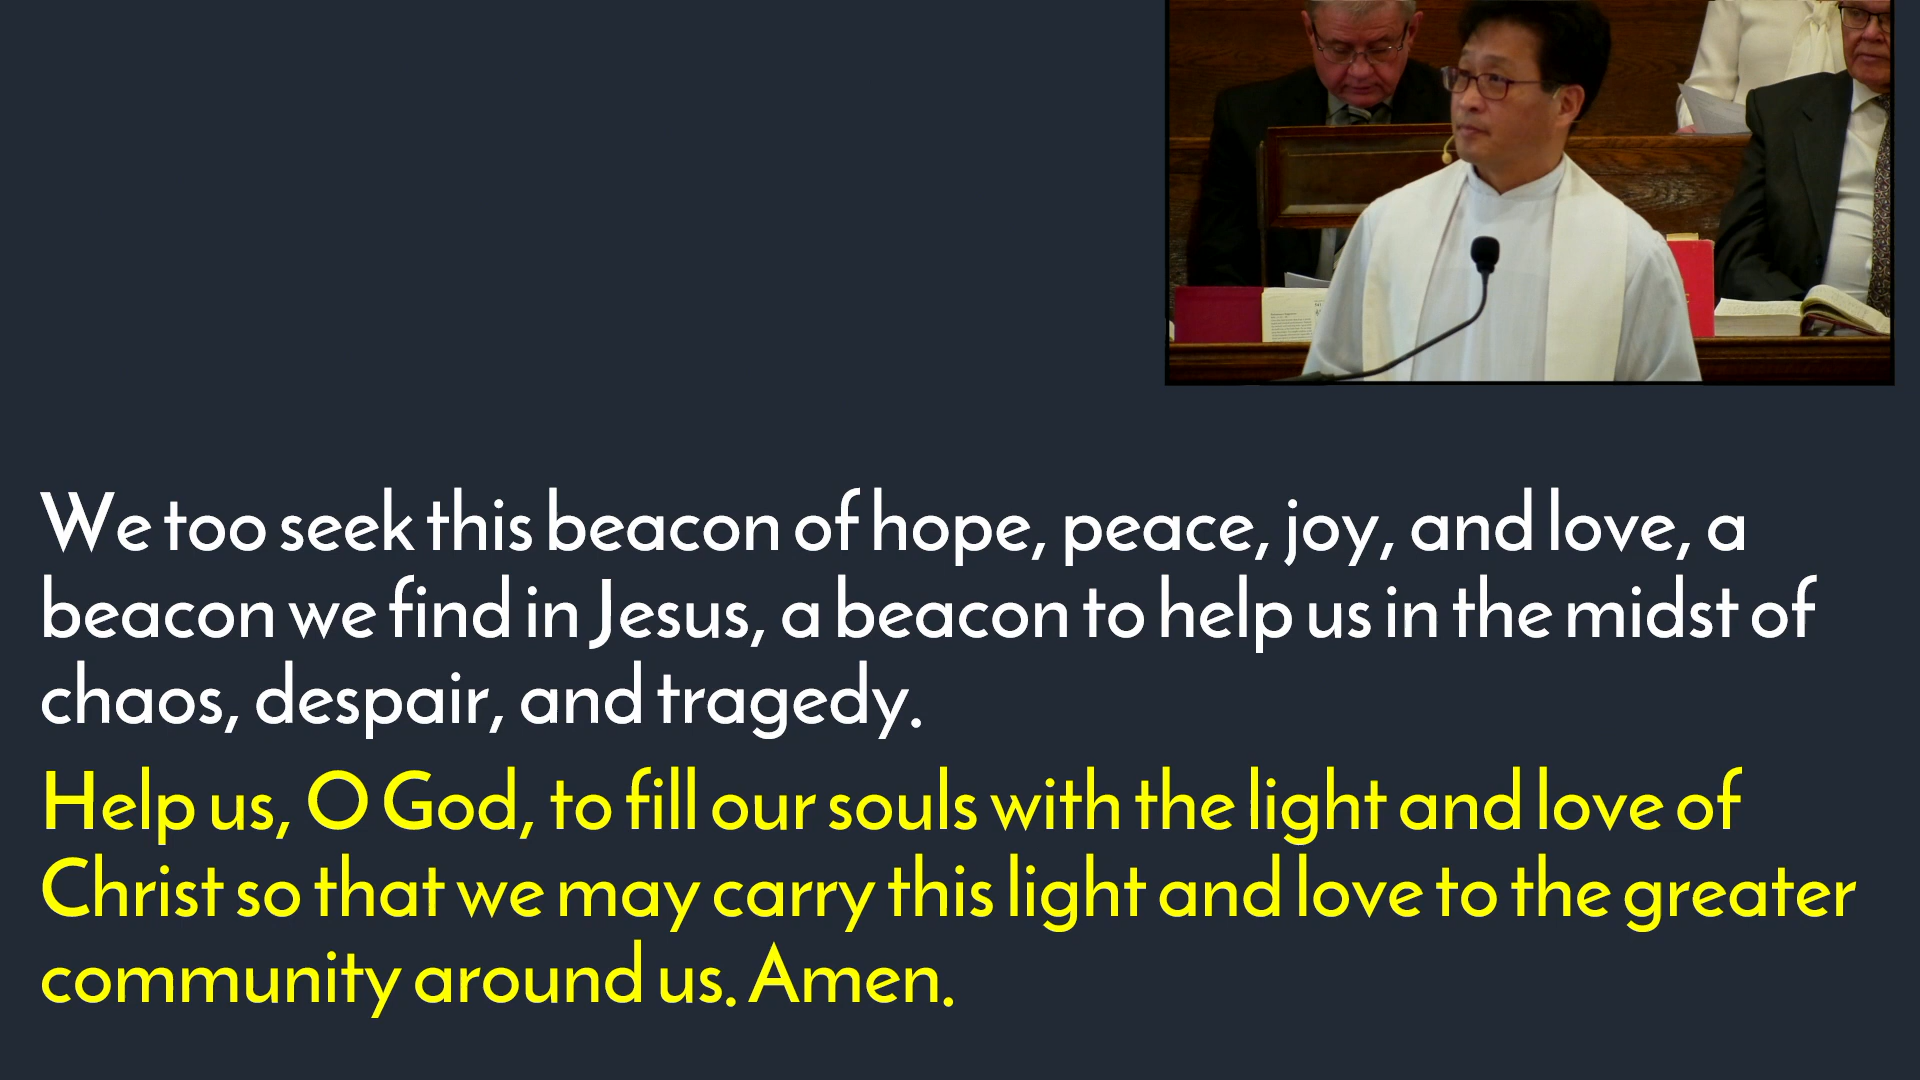 We too seek this beacon of hope, peace, joy, and love, a
beacon we find in Jesus, a beacon to help us in the midst of
chaos, despair, and tragedy.
Help us, O God, to fill our souls with the light and love of
Christ so that we may carry this light and love to the greater
community around us. Amen.